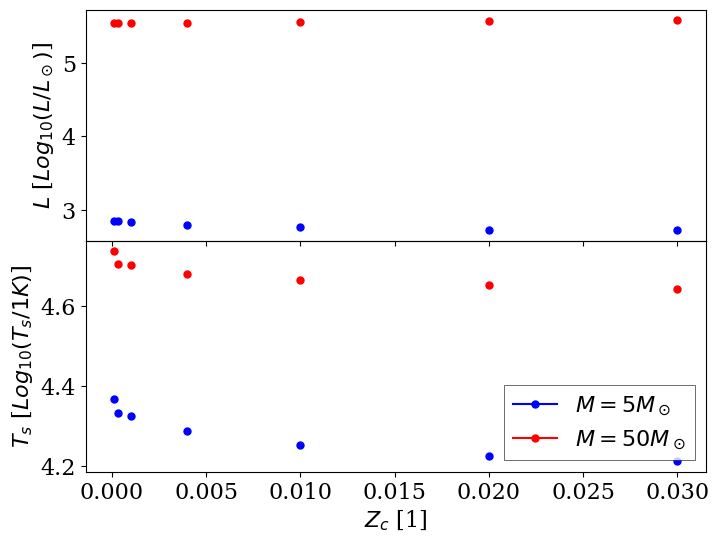 L [Log₁₀(L/L⊙)]
5
4
3
Tₛ [Log₁₀(Tₛ/1K)]
4.6
4.4
4.2
M = 5M⊙
M = 50M⊙
0.000 0.005 0.010 0.015 0.020 0.025 0.030
Z_c [1]